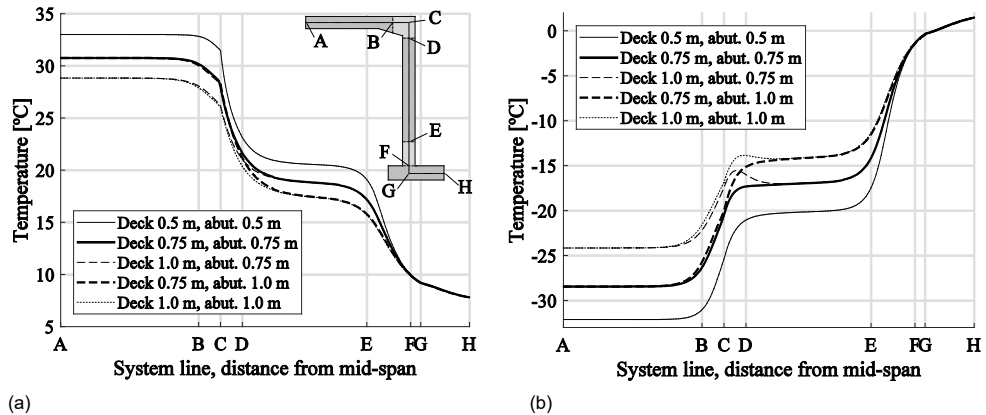 35
30
25
20
15
10
5
Temperature [ºC]
A
B
C
D
E
F
G
H
Deck 0.5 m, abut. 0.5 m
Deck 0.75 m, abut. 0.75 m
Deck 1.0 m, abut. 0.75 m
Deck 0.75 m, abut. 1.0 m
Deck 1.0 m, abut. 1.0 m
A B C D E FG H
System line, distance from mid-span
(a)
0
-5
-10
-15
-20
-25
-30
Temperature [ºC]
Deck 0.5 m, abut. 0.5 m
Deck 0.75 m, abut. 0.75 m
Deck 1.0 m, abut. 0.75 m
Deck 0.75 m, abut. 1.0 m
Deck 1.0 m, abut. 1.0 m
A B C D E FG H
System line, distance from mid-span
(b)